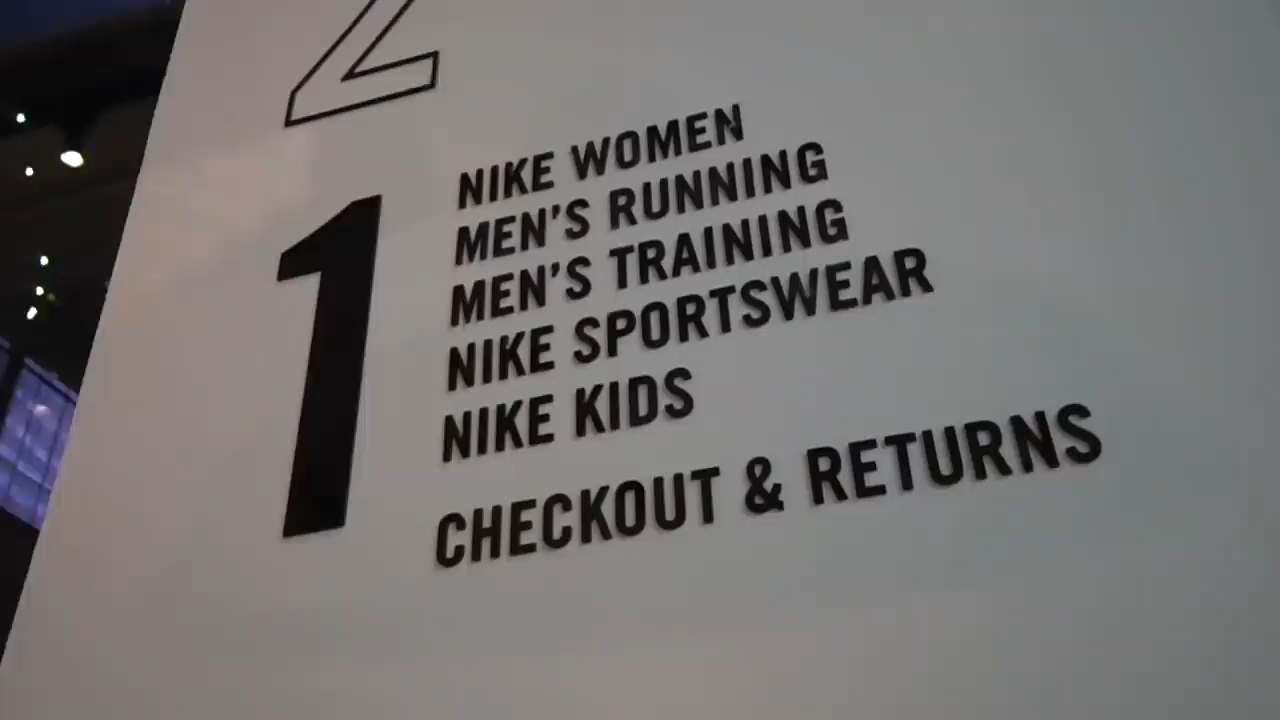 2
1
NIKE WOMEN
MEN'S RUNNING
MEN'S TRAINING
NIKE SPORTSWEAR
NIKE KIDS
CHECKOUT & RETURNS